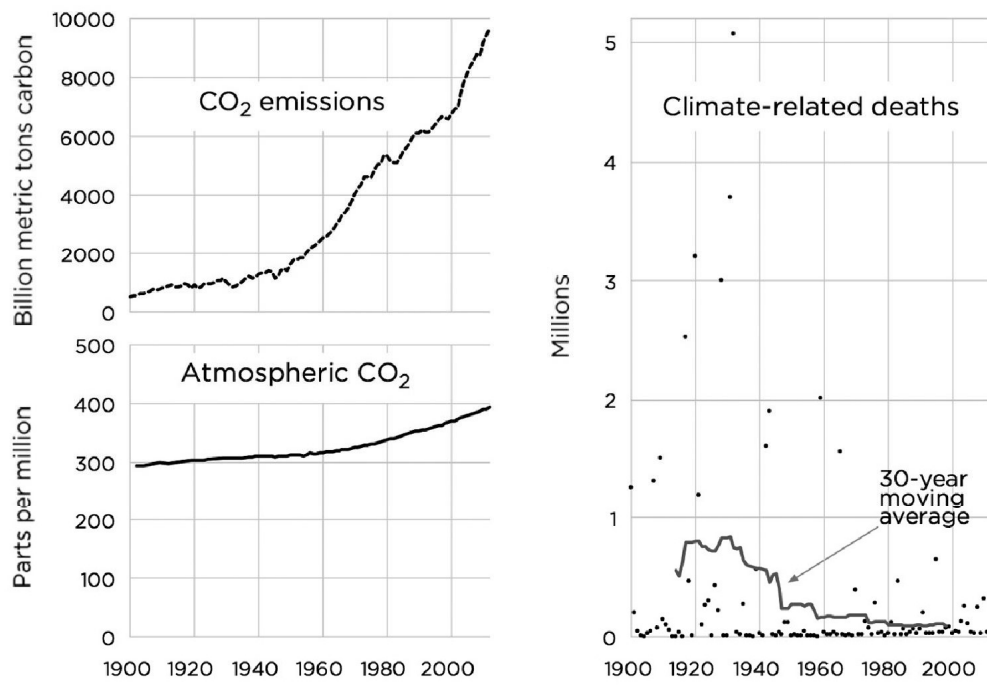 Billion metric tons carbon
10000
8000
6000
4000
2000
0
CO₂ emissions
Parts per million
500
400
300
200
100
0
Atmospheric CO₂
1900 1920 1940 1960 1980 2000
Millions
5
4
3
2
1
0
Climate-related deaths
30-year
moving
average
1900 1920 1940 1960 1980 2000